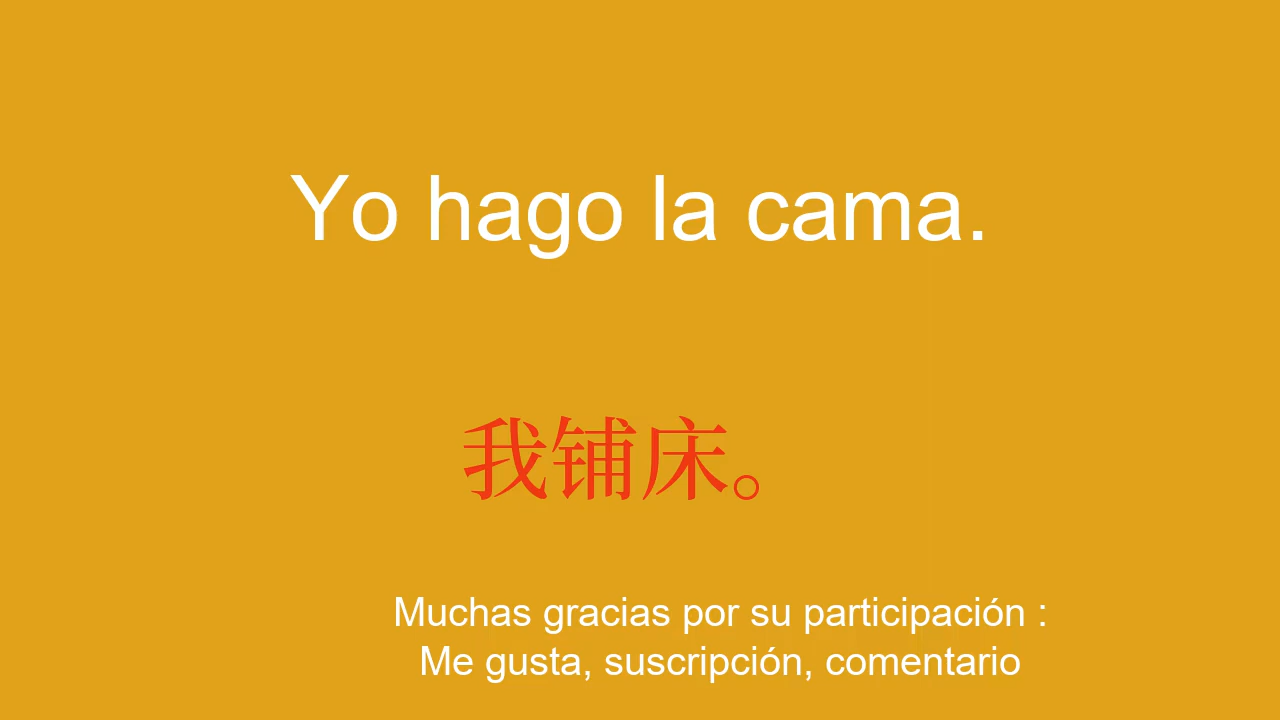 Yo hago la cama.
我铺床。
Muchas gracias por su participación :
Me gusta, suscripción, comentario